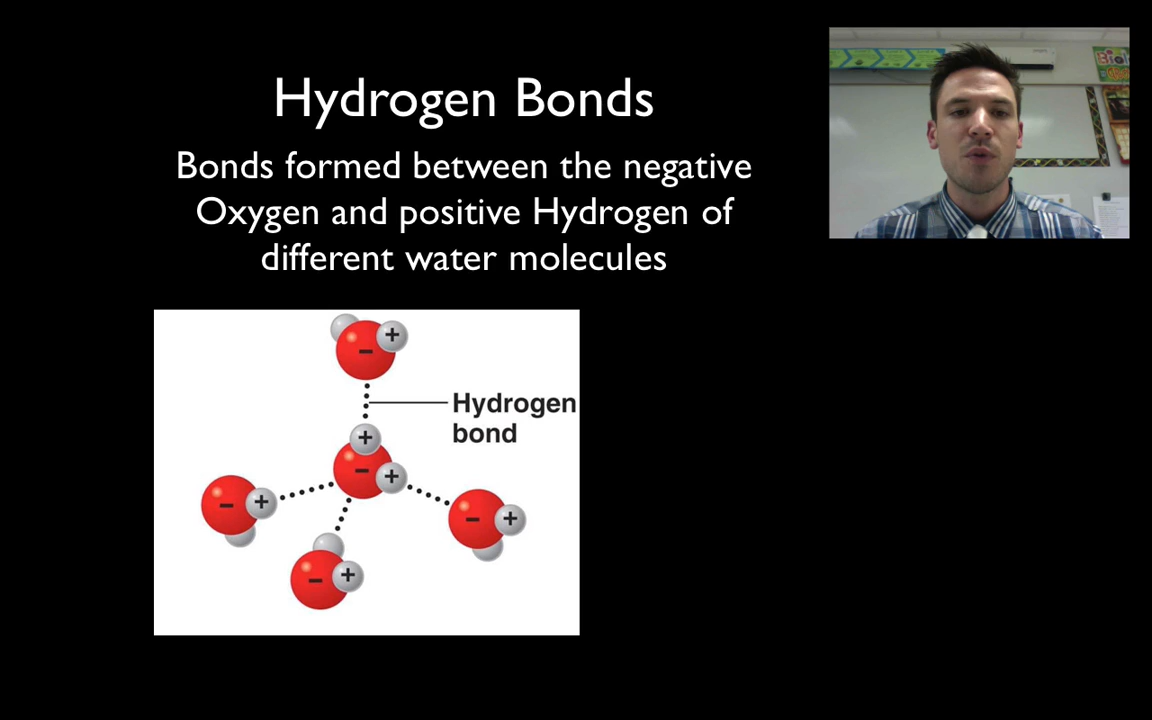 Hydrogen Bonds
Bonds formed between the negative
Oxygen and positive Hydrogen of
different water molecules
+
-
Hydrogen
bond
+
-
+
- +
- +
- +